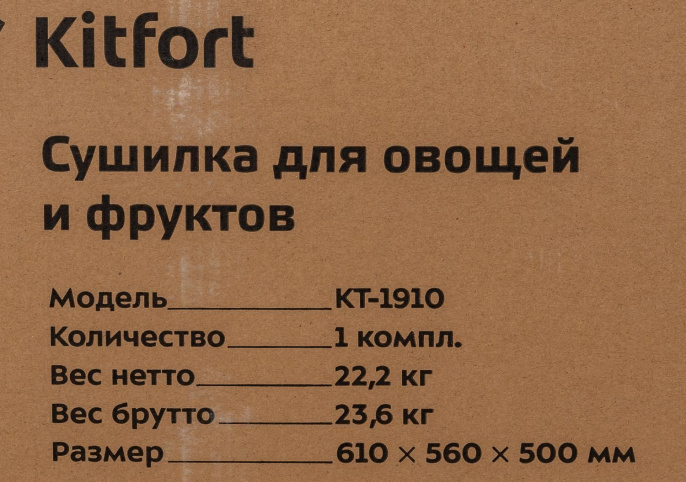 Kitfort
Сушилка для овощей
и фруктов
Модель КТ-1910
Количество 1 компл.
Вес нетто 22,2 кг
Вес брутто 23,6 кг
Размер 610 × 560 × 500 мм